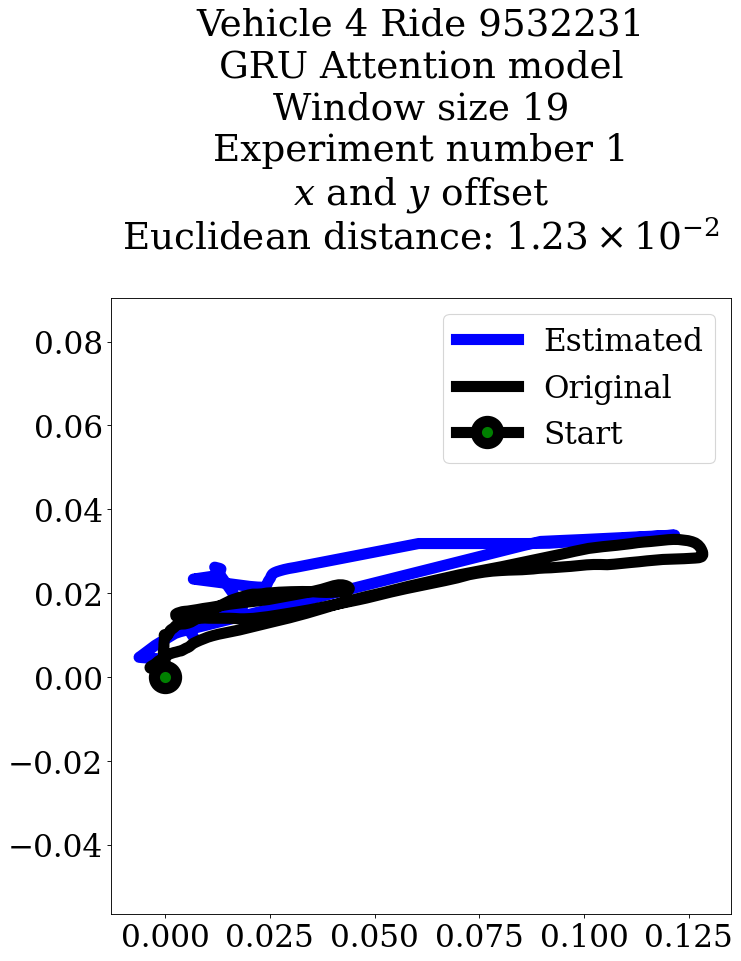 Vehicle 4 Ride 9532231
GRU Attention model
Window size 19
Experiment number 1
x and y offset
Euclidean distance: 1.23 × 10⁻²
Estimated
Original
Start
0.08
0.06
0.04
0.02
0.00
−0.02
−0.04
0.000 0.025 0.050 0.075 0.100 0.125